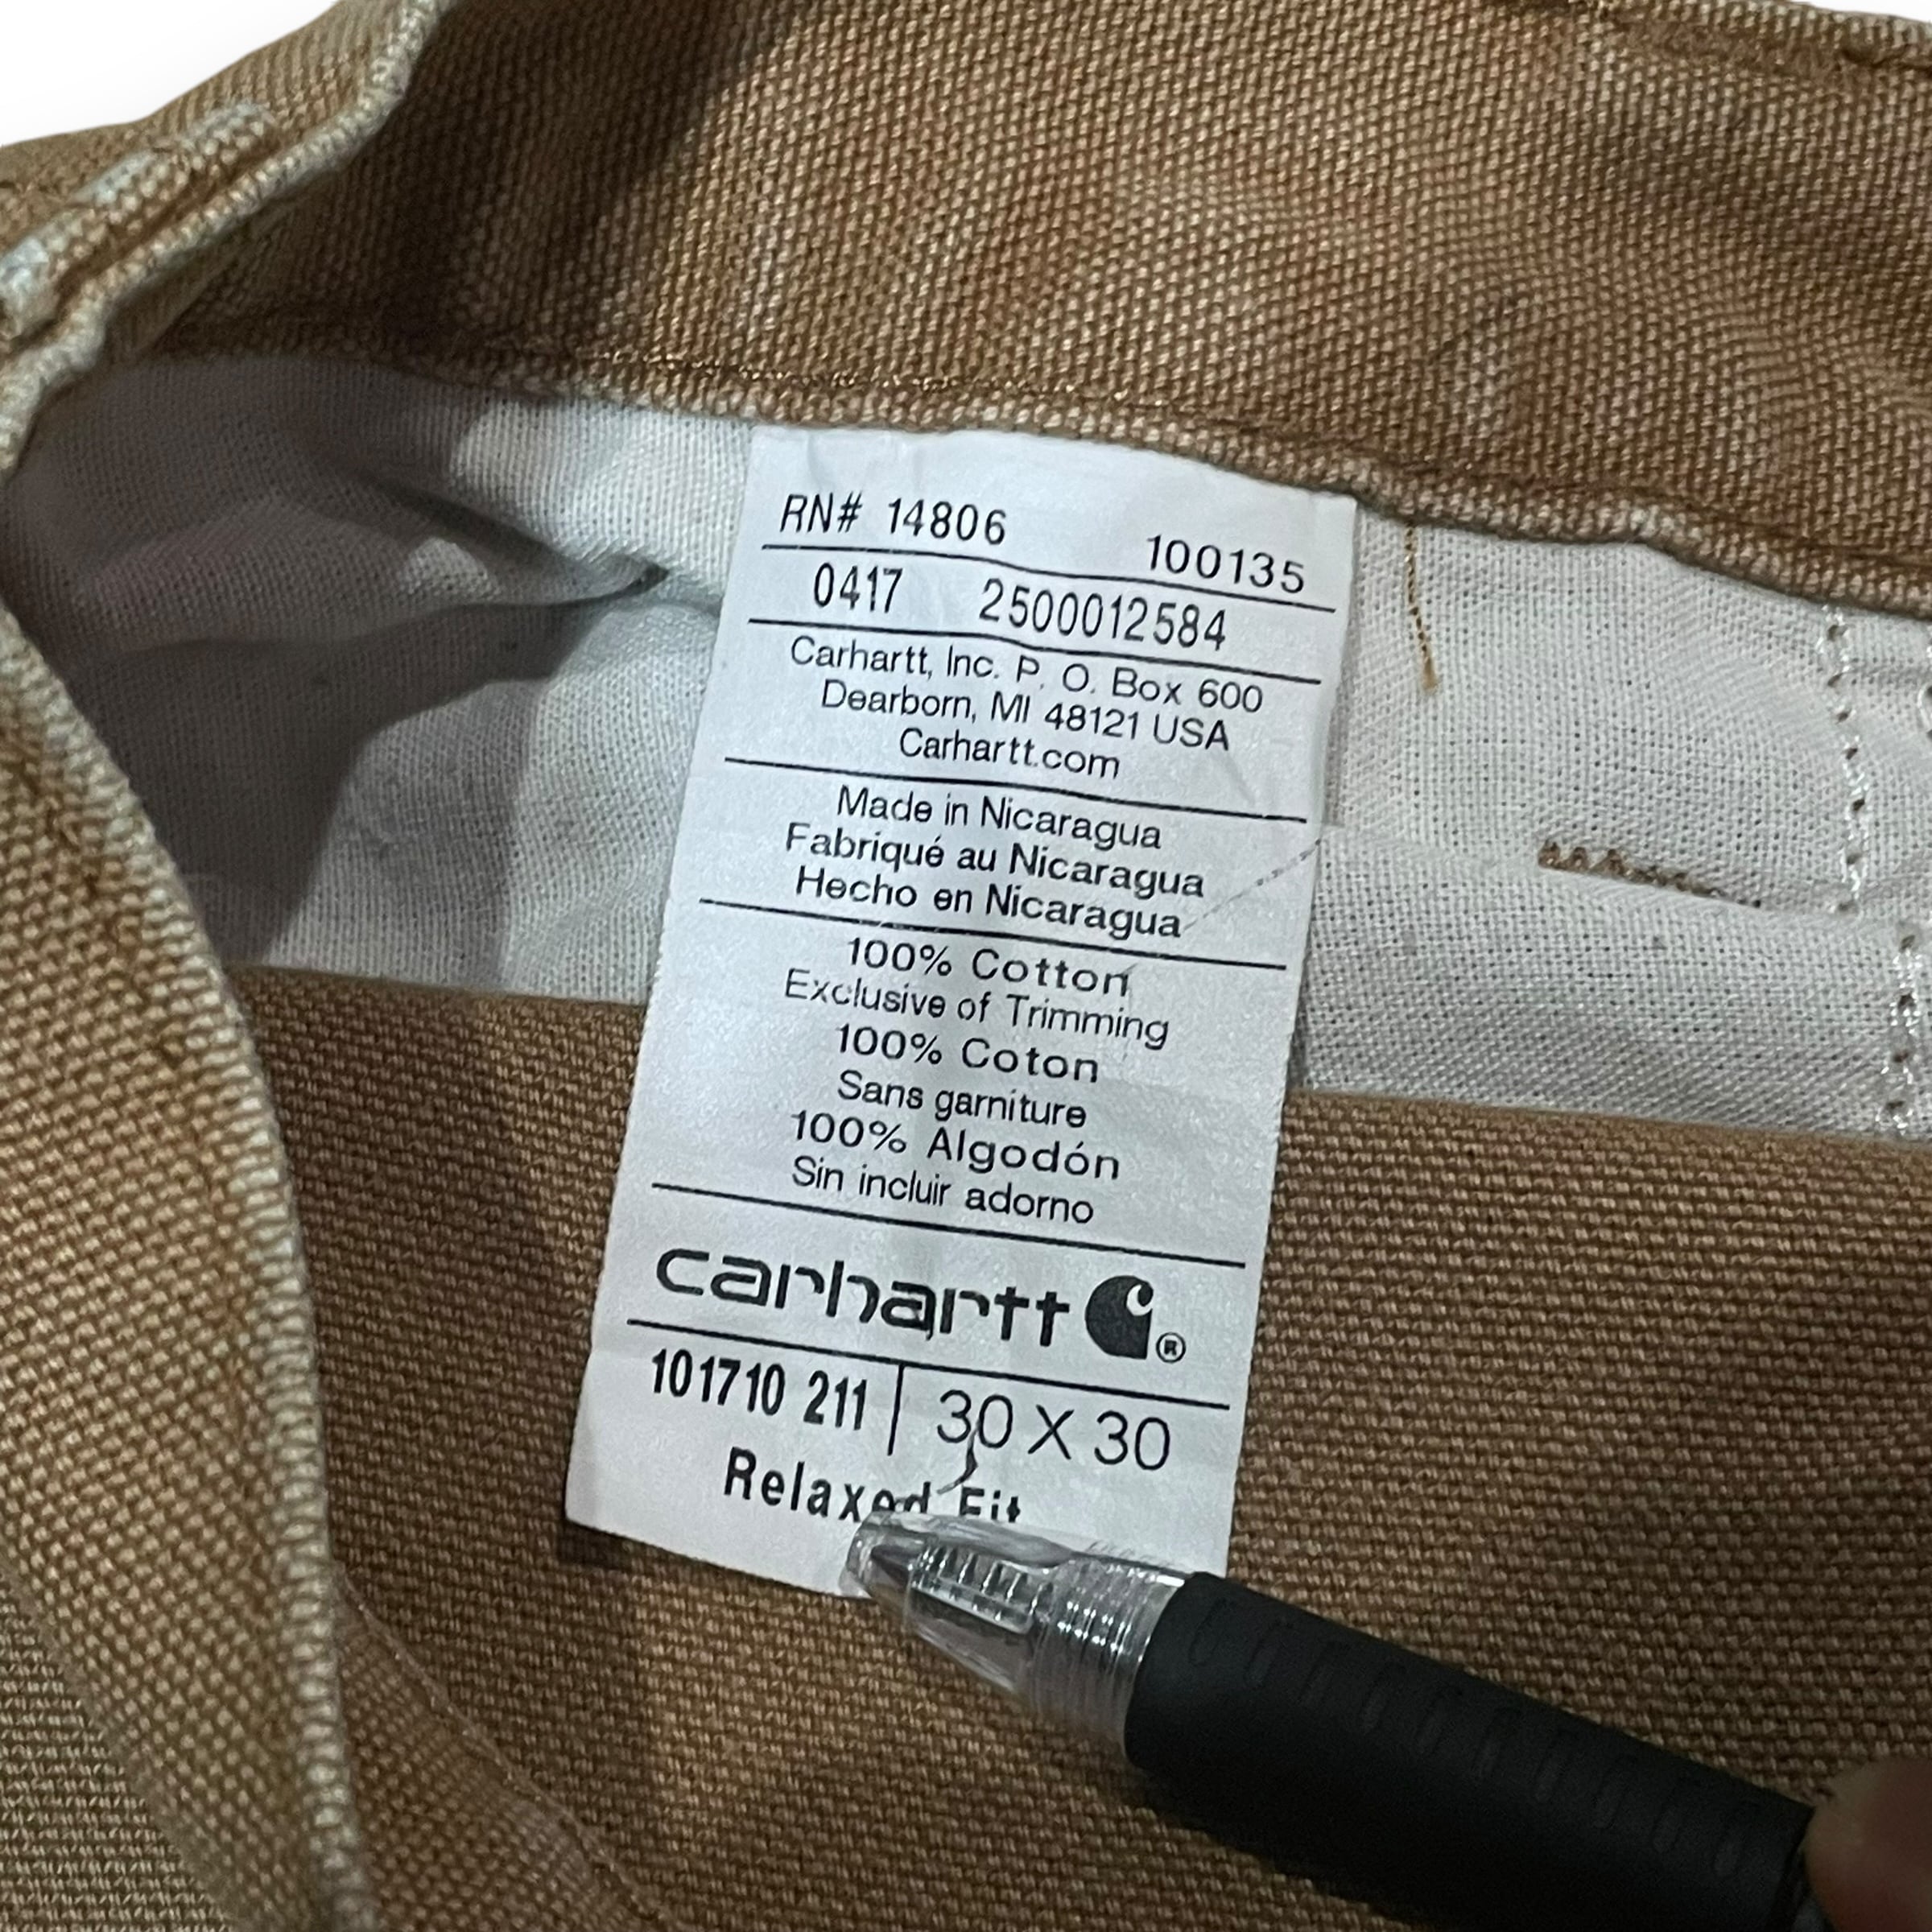 RN# 14806 100135
0417 2500012584
Carhartt, Inc. P. O. Box 600
Dearborn, MI 48121 USA
Carhartt.com
Made in Nicaragua
Fabriqué au Nicaragua
Hecho en Nicaragua
100% Cotton
Exclusive of Trimming
100% Coton
Sans garniture
100% Algodón
Sin incluir adorno
carhartt ®
101710 211 | 30 X 30
Relaxed Fit